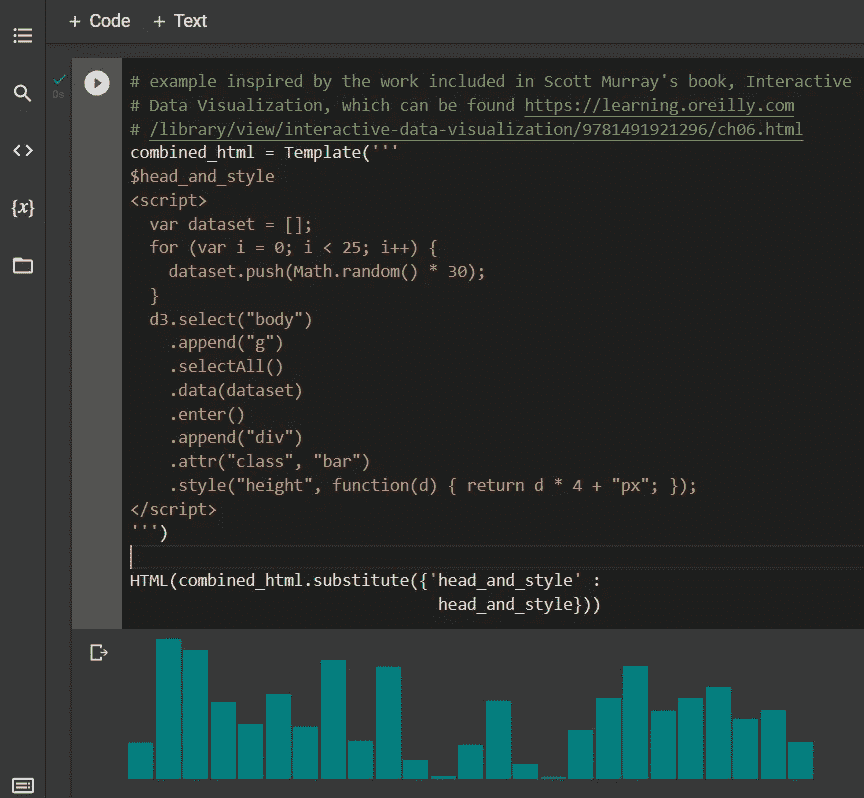 + Code + Text
0s
# example inspired by the work included in Scott Murray's book, Interactive
# Data Visualization, which can be found https://learning.oreilly.com
# /library/view/interactive-data-visualization/9781491921296/ch06.html
combined_html = Template('''
$head_and_style
<script>
  var dataset = [];
  for (var i = 0; i < 25; i++) {
    dataset.push(Math.random() * 30);
  }
  d3.select("body")
    .append("g")
    .selectAll()
    .data(dataset)
    .enter()
    .append("div")
    .attr("class", "bar")
    .style("height", function(d) { return d * 4 + "px"; });
</script>
''')
HTML(combined_html.substitute({'head_and_style' :
                               head_and_style}))